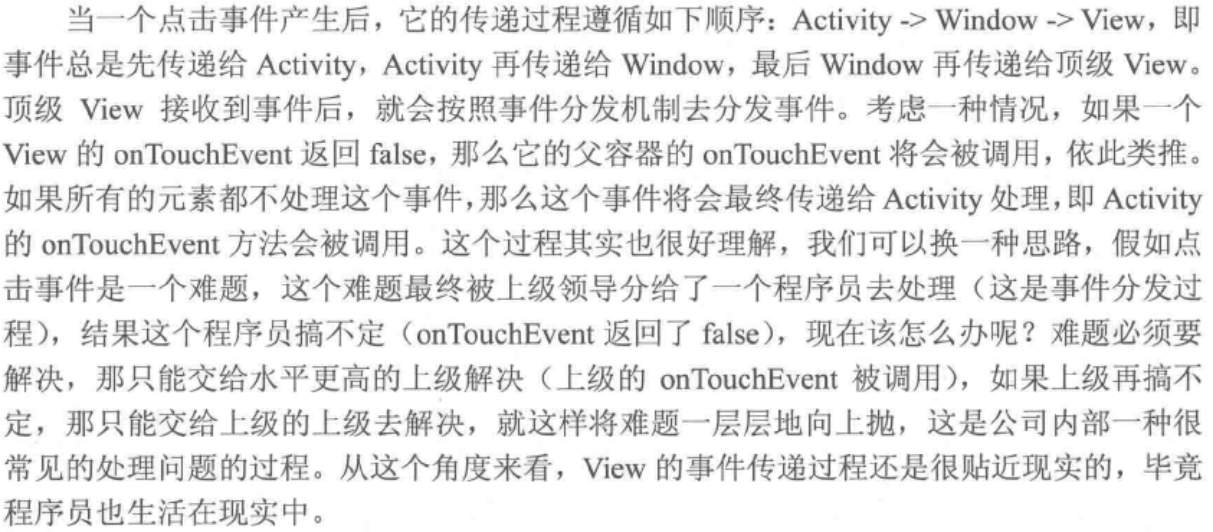 当一个点击事件产生后，它的传递过程遵循如下顺序：Activity -> Window -> View，即
事件总是先传递给 Activity，Activity 再传递给 Window，最后 Window 再传递给顶级 View。
顶级 View 接收到事件后，就会按照事件分发机制去分发事件。考虑一种情况，如果一个
View 的 onTouchEvent 返回 false，那么它的父容器的 onTouchEvent 将会被调用，依此类推。
如果所有的元素都不处理这个事件，那么这个事件将会最终传递给 Activity 处理，即 Activity
的 onTouchEvent 方法会被调用。这个过程其实也很好理解，我们可以换一种思路，假如点
击事件是一个难题，这个难题最终被上级领导分给了一个程序员去处理（这是事件分发过
程），结果这个程序员搞不定（onTouchEvent 返回了 false），现在该怎么办呢？难题必须要
解决，那只能交给水平更高的上级解决（上级的 onTouchEvent 被调用），如果上级再搞不
定，那只能交给上级的上级去解决，就这样将难题一层层地向上抛，这是公司内部一种很
常见的处理问题的过程。从这个角度来看，View 的事件传递过程还是很贴近现实的，毕竟
程序员也生活在现实中。